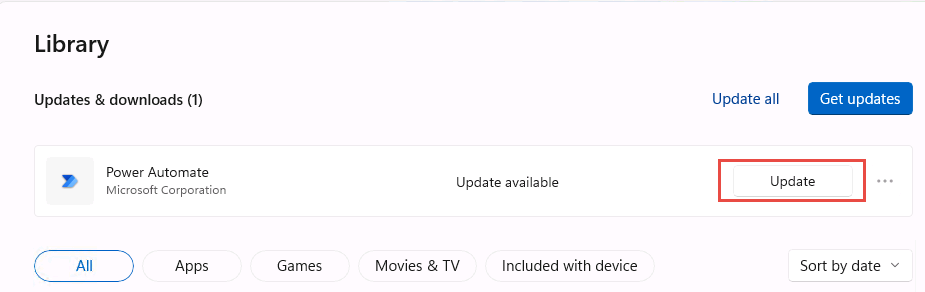 Library
Updates & downloads (1)
Update all
Get updates
Power Automate
Microsoft Corporation
Update available
Update
All
Apps
Games
Movies & TV
Included with device
Sort by date